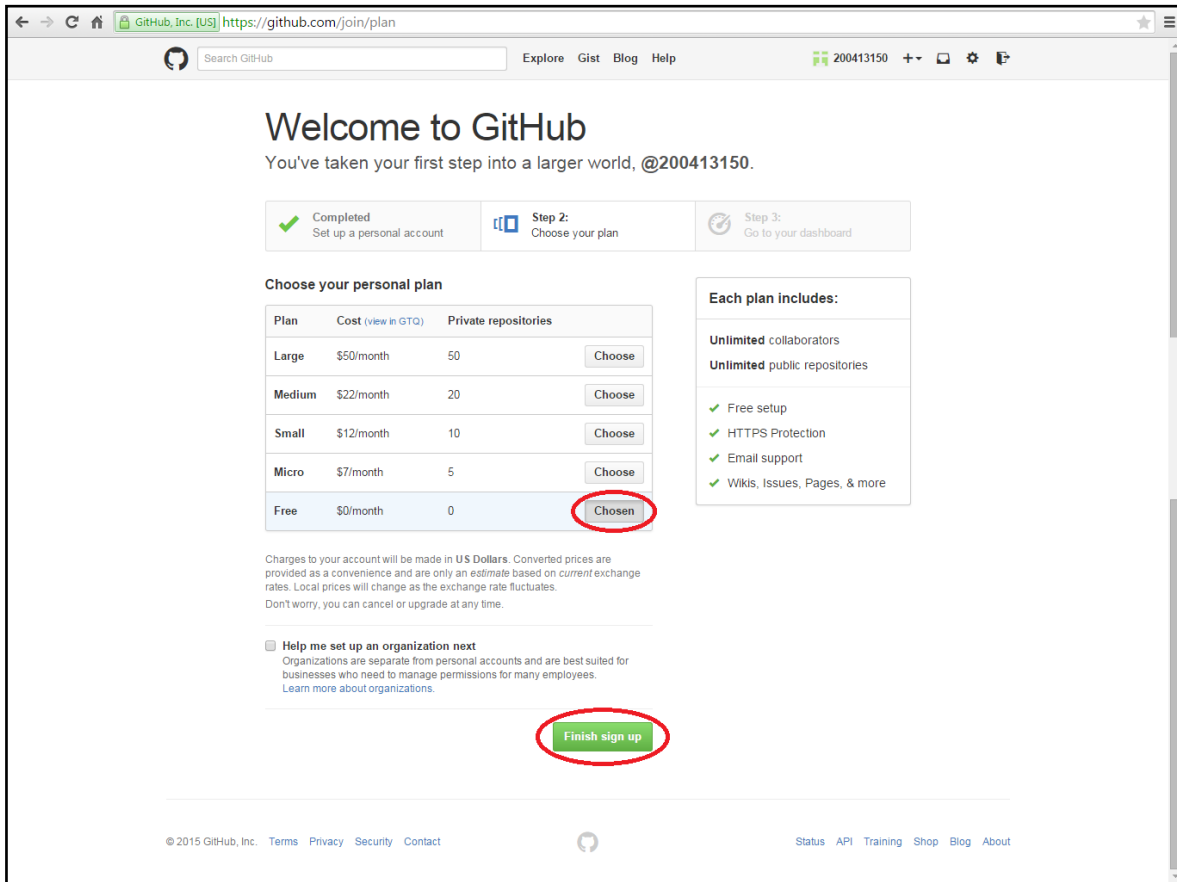 GitHub, Inc. [US] https://github.com/join/plan
Search GitHub Explore Gist Blog Help 200413150
Welcome to GitHub
You've taken your first step into a larger world, @200413150.
Completed
Set up a personal account
Step 2:
Choose your plan
Step 3:
Go to your dashboard
Choose your personal plan
Plan Cost (view in GTQ) Private repositories
Large $50/month 50 Choose
Medium $22/month 20 Choose
Small $12/month 10 Choose
Micro $7/month 5 Choose
Free $0/month 0 Chosen
Each plan includes:
Unlimited collaborators
Unlimited public repositories
Free setup
HTTPS Protection
Email support
Wikis, Issues, Pages, & more
Charges to your account will be made in US Dollars. Converted prices are
provided as a convenience and are only an estimate based on current exchange
rates. Local prices will change as the exchange rate fluctuates.
Don't worry, you can cancel or upgrade at any time.
Help me set up an organization next
Organizations are separate from personal accounts and are best suited for
businesses who need to manage permissions for many employees.
Learn more about organizations.
Finish sign up
© 2015 GitHub, Inc. Terms Privacy Security Contact Status API Training Shop Blog About